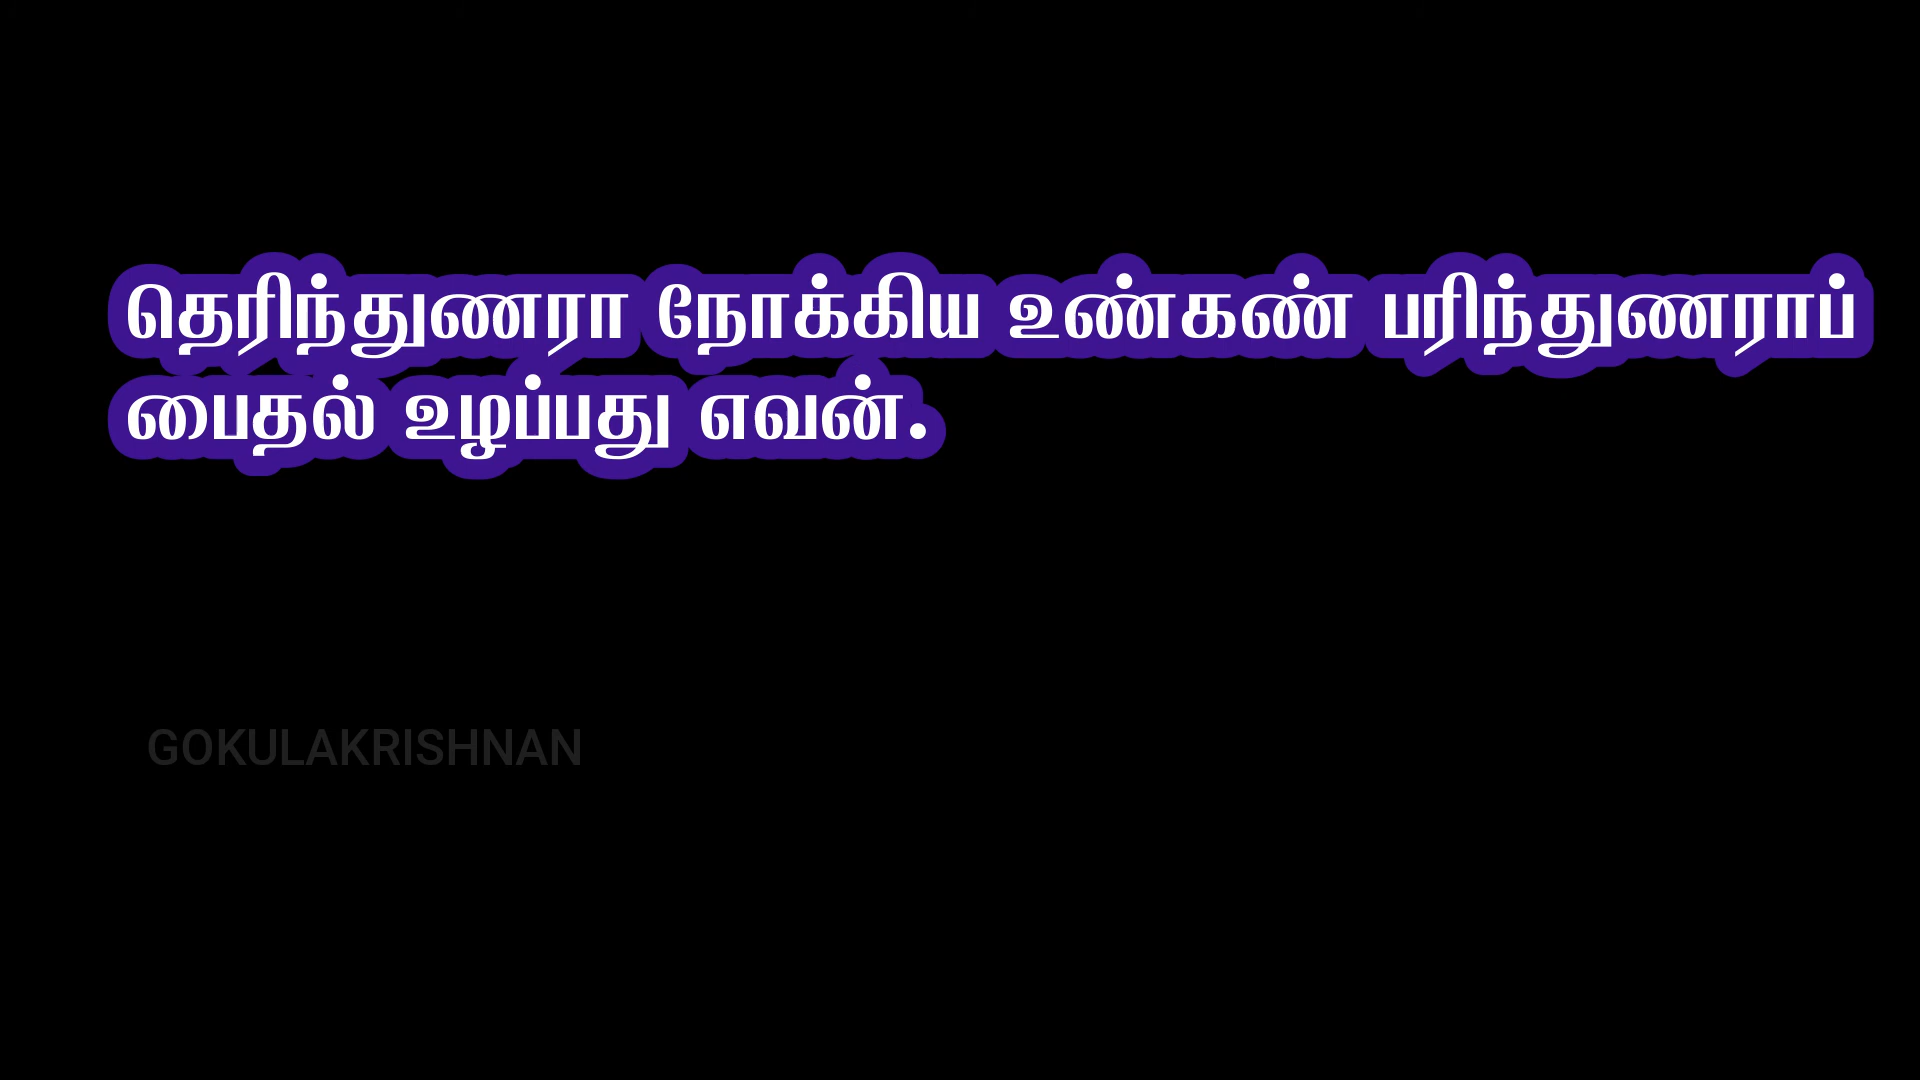 தெரிந்துணரா நோக்கிய உண்கண் பரிந்துணராப்
பைதல் உழப்பது எவன்.
GOKULAKRISHNAN